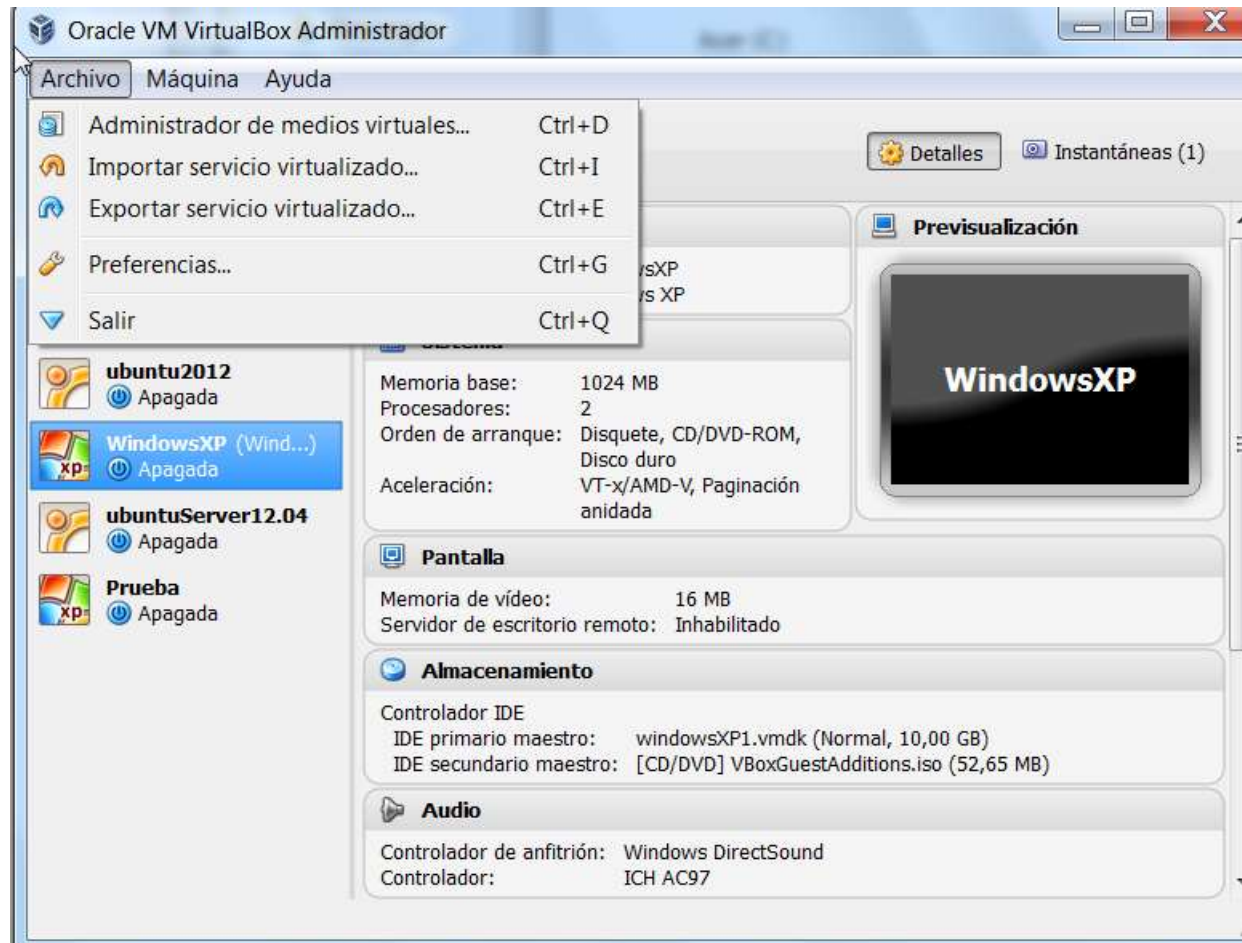 Oracle VM VirtualBox Administrador
Archivo Máquina Ayuda
Administrador de medios virtuales... Ctrl+D
Importar servicio virtualizado... Ctrl+I
Exportar servicio virtualizado... Ctrl+E
Preferencias... Ctrl+G
Salir Ctrl+Q
Detalles Instantáneas (1)
ubuntu2012
Apagada
WindowsXP (Wind...)
Apagada
ubuntuServer12.04
Apagada
Prueba
Apagada
XP
Memoria base: 1024 MB
Procesadores: 2
Orden de arranque: Disquete, CD/DVD-ROM,
Disco duro
Aceleración: VT-x/AMD-V, Paginación
anidada
Previsualización
WindowsXP
Pantalla
Memoria de vídeo: 16 MB
Servidor de escritorio remoto: Inhabilitado
Almacenamiento
Controlador IDE
IDE primario maestro: windowsXP1.vmdk (Normal, 10,00 GB)
IDE secundario maestro: [CD/DVD] VBoxGuestAdditions.iso (52,65 MB)
Audio
Controlador de anfitrión: Windows DirectSound
Controlador: ICH AC97